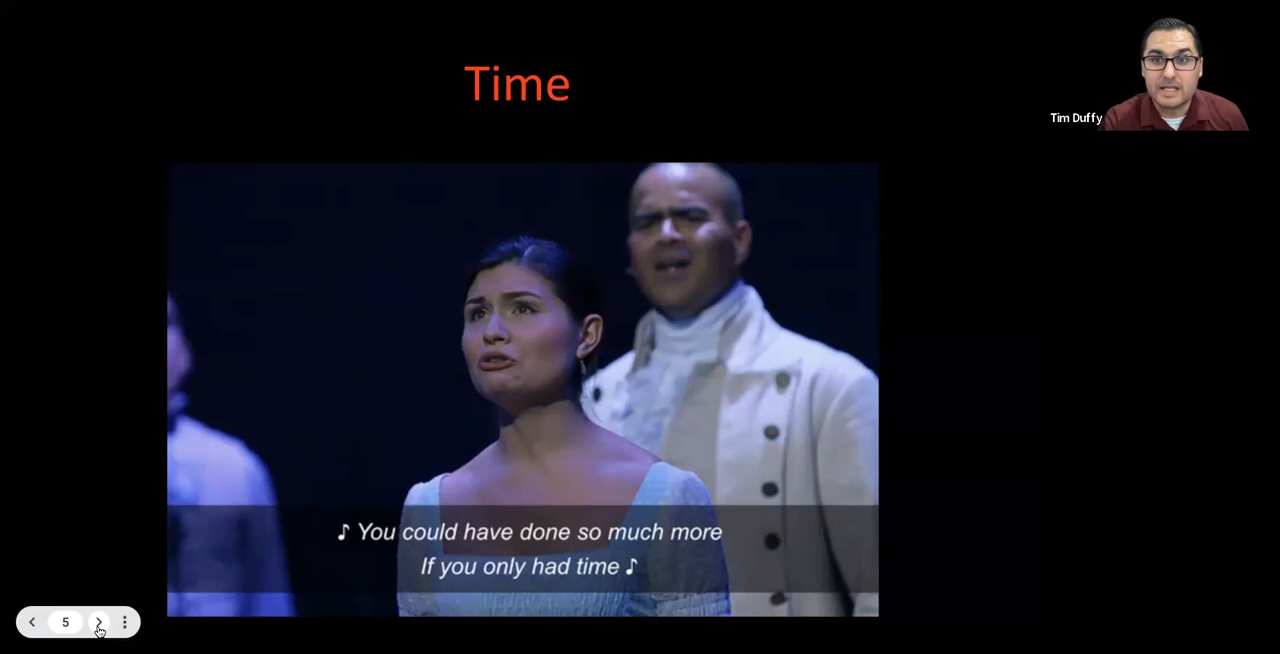 Time
Tim Duffy
♪ You could have done so much more
If you only had time ♪
5